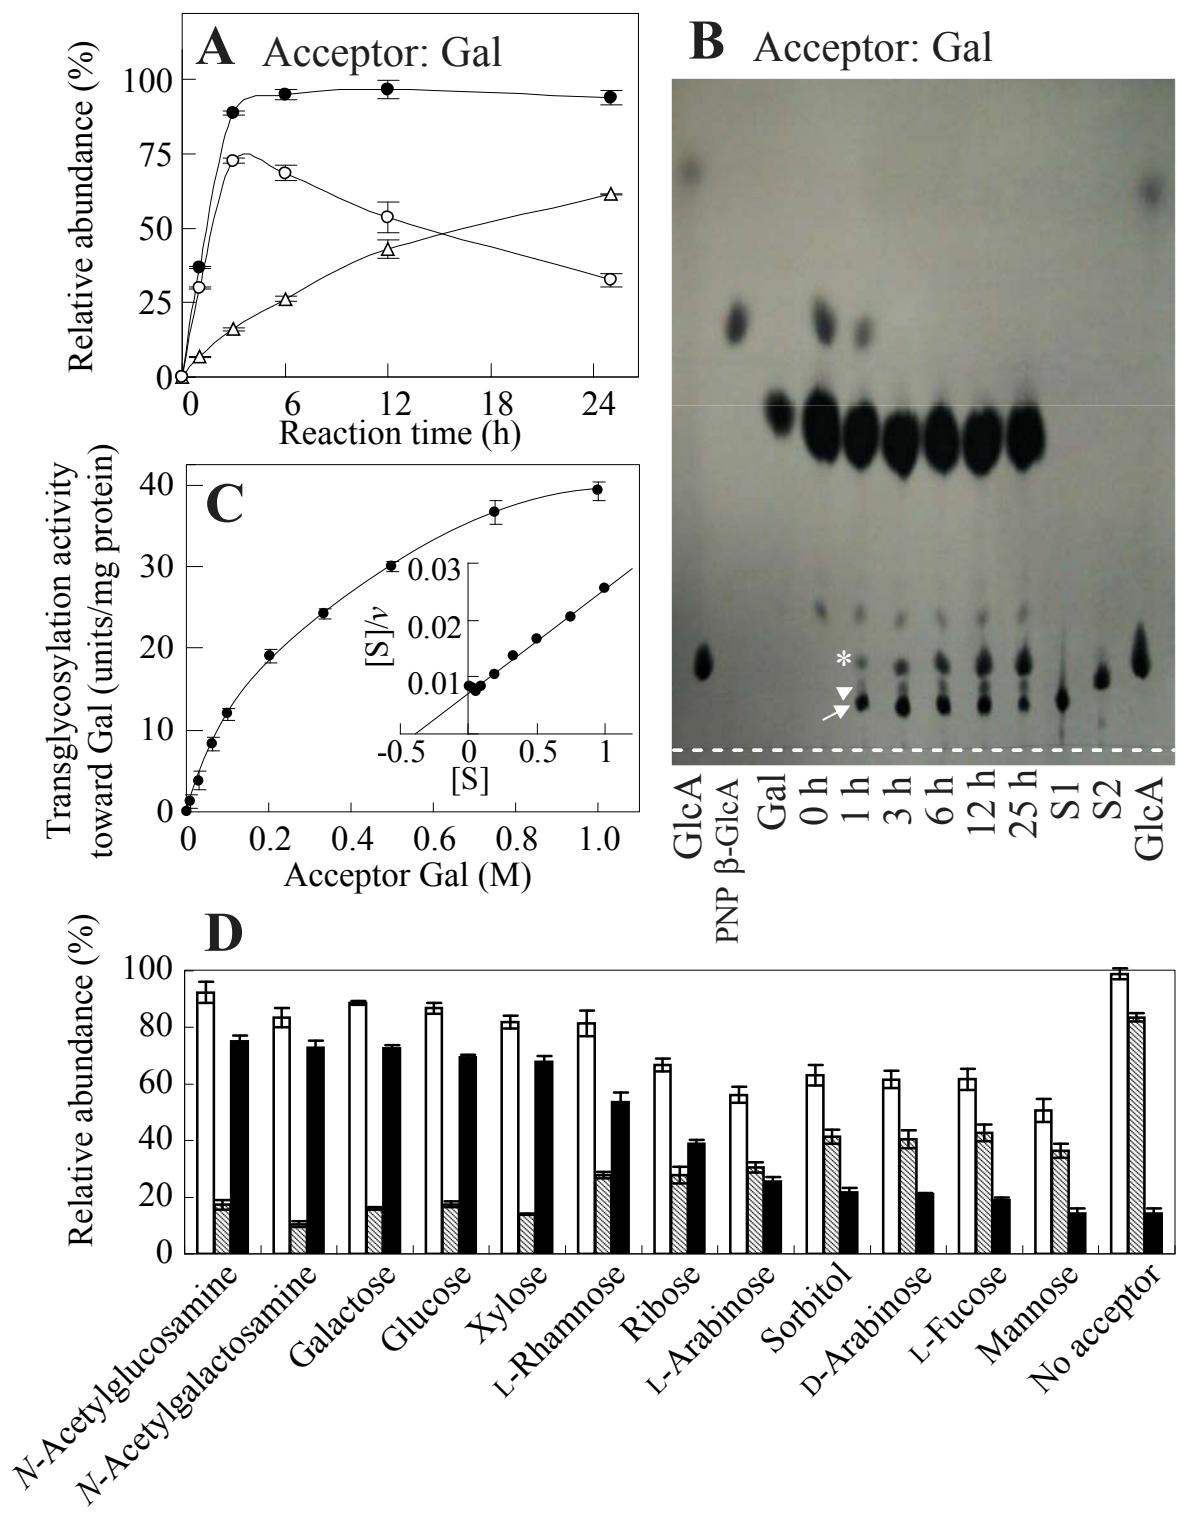 A Acceptor: Gal
Relative abundance (%)
100
75
50
25
0
0 6 12 18 24
Reaction time (h)
B Acceptor: Gal
*
GlcA
PNP β-GlcA
Gal
0 h
1 h
3 h
6 h
12 h
25 h
S1
S2
GlcA
C
Transglycosylation activity
toward Gal (units/mg protein)
40
30
20
10
0
0 0.2 0.4 0.6 0.8 1.0
Acceptor Gal (M)
[S]/v
0.03
0.02
0.01
-0.5 0 0.5 1
[S]
D
Relative abundance (%)
100
80
60
40
20
0
N-Acetylglucosamine
N-Acetylgalactosamine
Galactose
Glucose
Xylose
L-Rhamnose
Ribose
L-Arabinose
Sorbitol
D-Arabinose
L-Fucose
Mannose
No acceptor